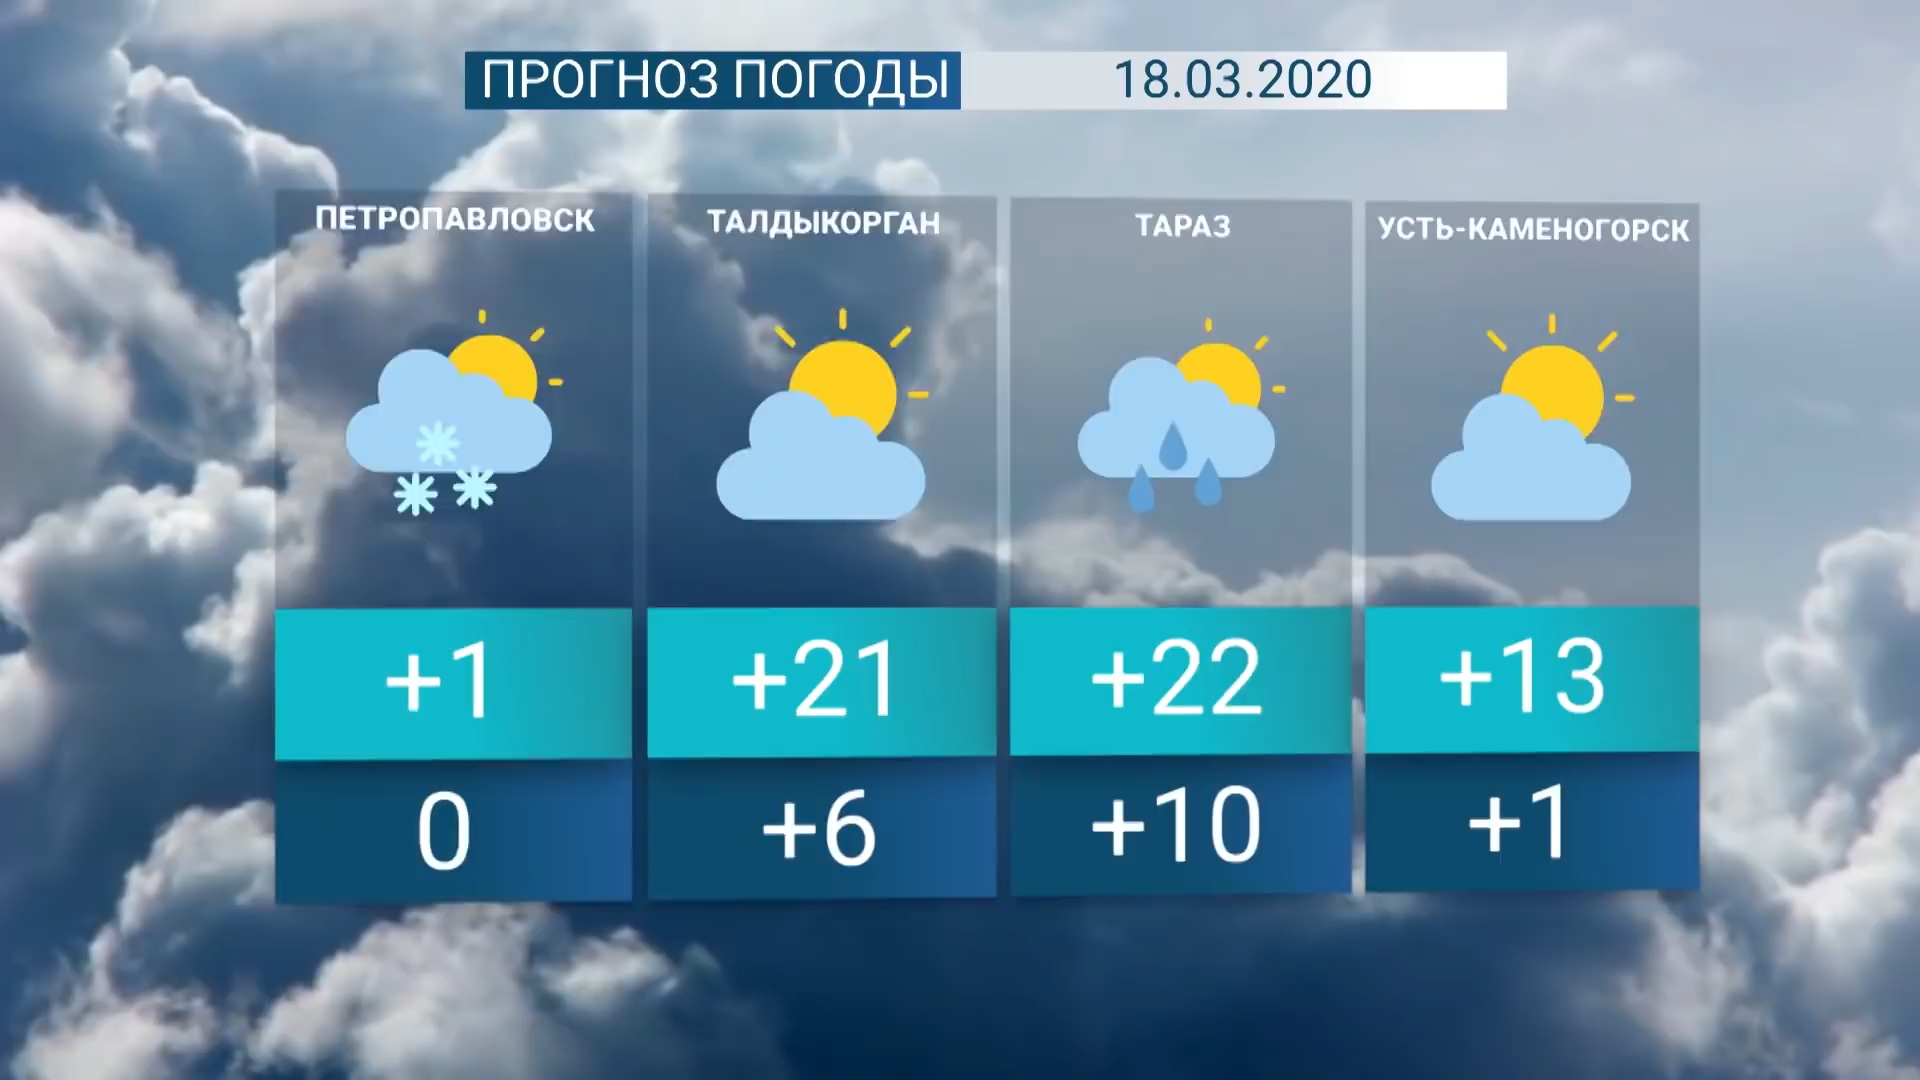 ПРОГНОЗ ПОГОДЫ 18.03.2020
ПЕТРОПАВЛОВСК ТАЛДЫКОРГАН ТАРАЗ УСТЬ-КАМЕНОГОРСК
+1 +21 +22 +13
0 +6 +10 +1